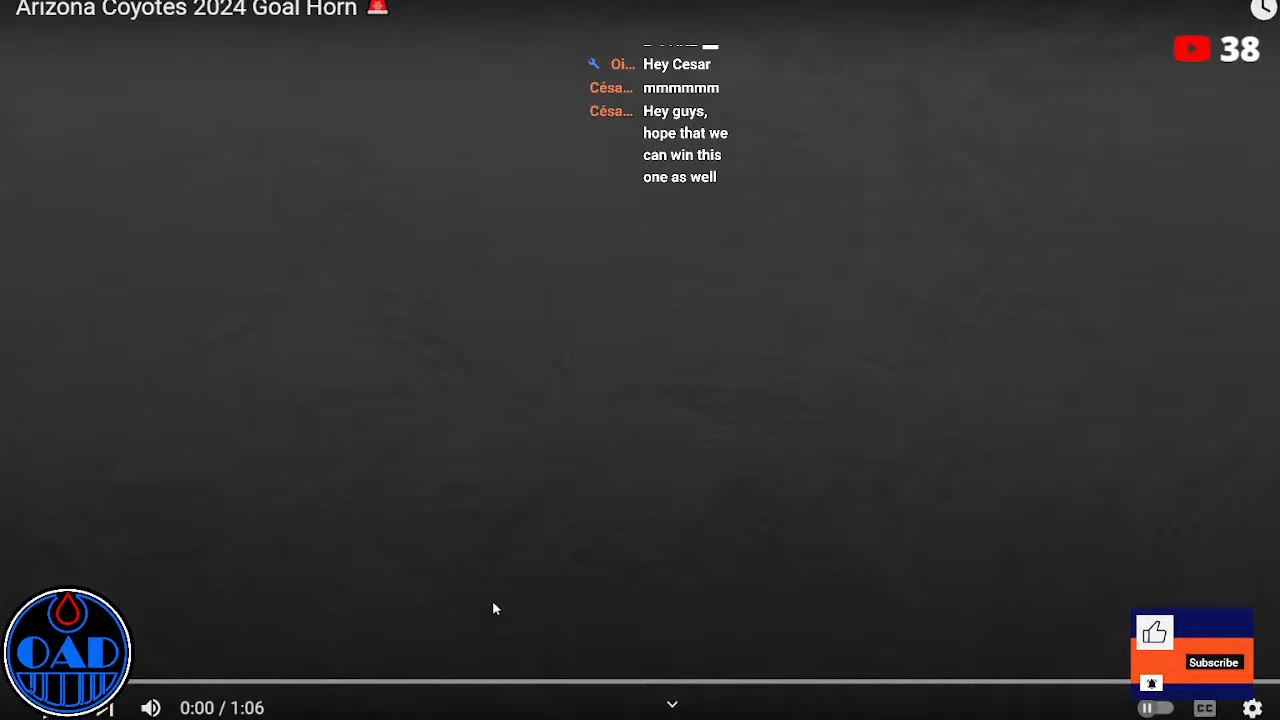 Arizona Coyotes 2024 Goal Horn 🚨
38
Oi... Hey Cesar
Césa... mmmmmm
Césa... Hey guys,
hope that we
can win this
one as well
OAD
Subscribe
0:00 / 1:06
CC